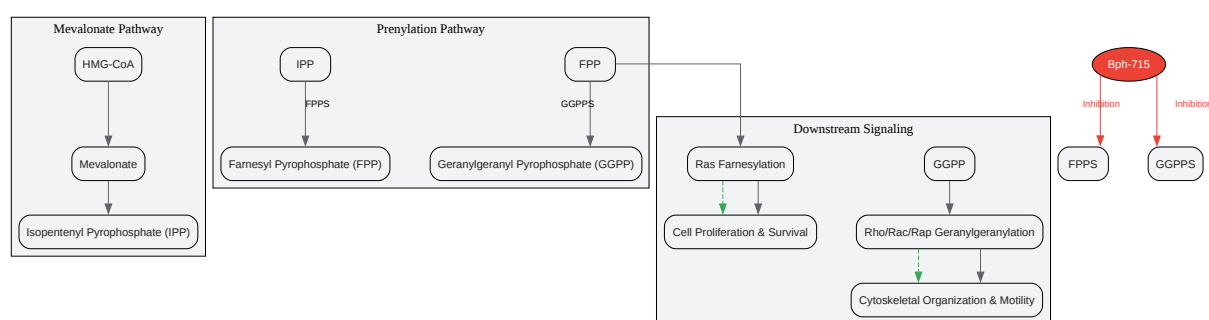 Mevalonate Pathway
HMG-CoA
Mevalonate
Isopentenyl Pyrophosphate (IPP)
Prenylation Pathway
IPP
FPP
FPPS
GGPPS
Farnesyl Pyrophosphate (FPP)
Geranylgeranyl Pyrophosphate (GGPP)
Downstream Signaling
Ras Farnesylation
GGPP
Cell Proliferation & Survival
Rho/Rac/Rap Geranylgeranylation
Cytoskeletal Organization & Motility
Bph-715
Inhibition
Inhibition
FPPS
GGPPS